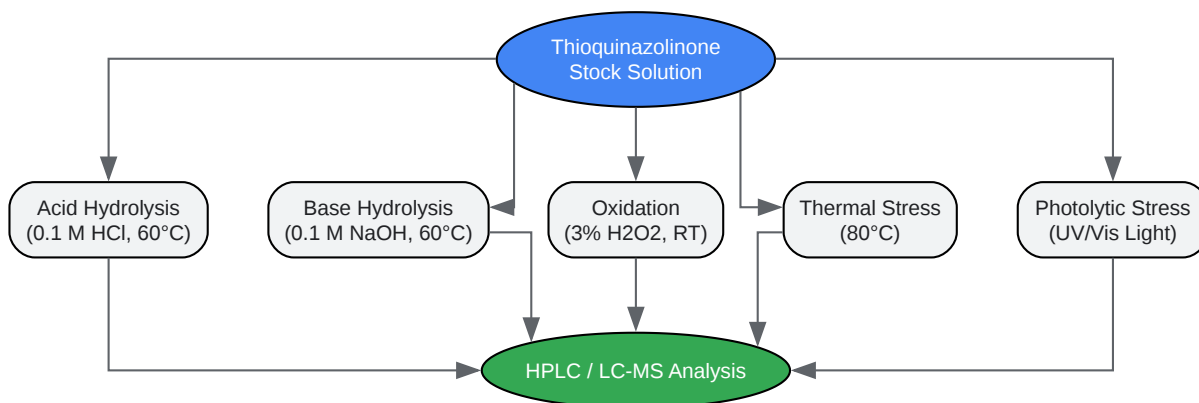 Thioquinazolinone
Stock Solution
Acid Hydrolysis
(0.1 M HCl, 60°C)
Base Hydrolysis
(0.1 M NaOH, 60°C)
Oxidation
(3% H2O2, RT)
Thermal Stress
(80°C)
Photolytic Stress
(UV/Vis Light)
HPLC / LC-MS Analysis